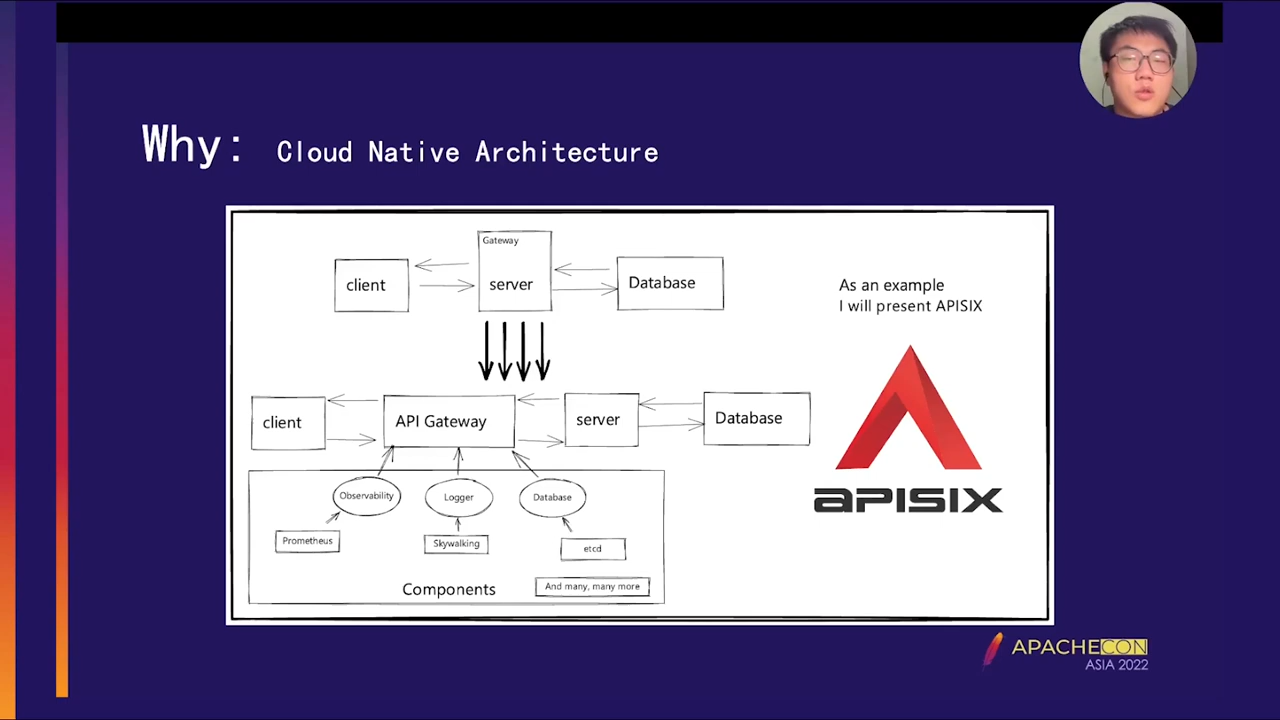 Why: Cloud Native Architecture
Gateway
client
server
Database
As an example
I will present APISIX
client
API Gateway
server
Database
Observability
Logger
Database
Prometheus
Skywalking
etcd
Components
And many, many more
APISIX
APACHECON
ASIA 2022